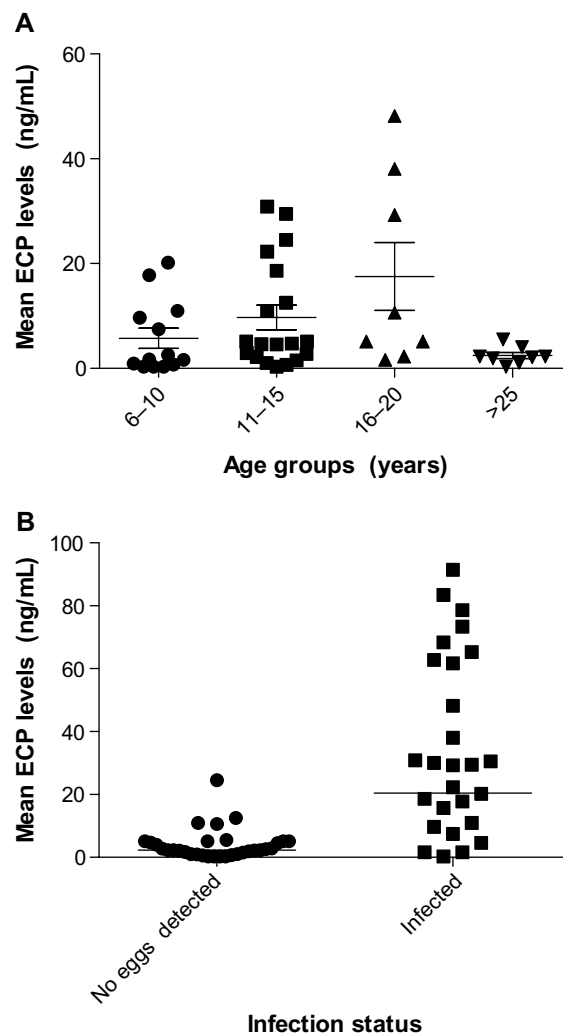 A
Mean ECP levels (ng/mL)
60
40
20
0
6–10
11–15
16–20
>25
Age groups (years)
B
Mean ECP levels (ng/mL)
100
80
60
40
20
0
No eggs detected
Infected
Infection status